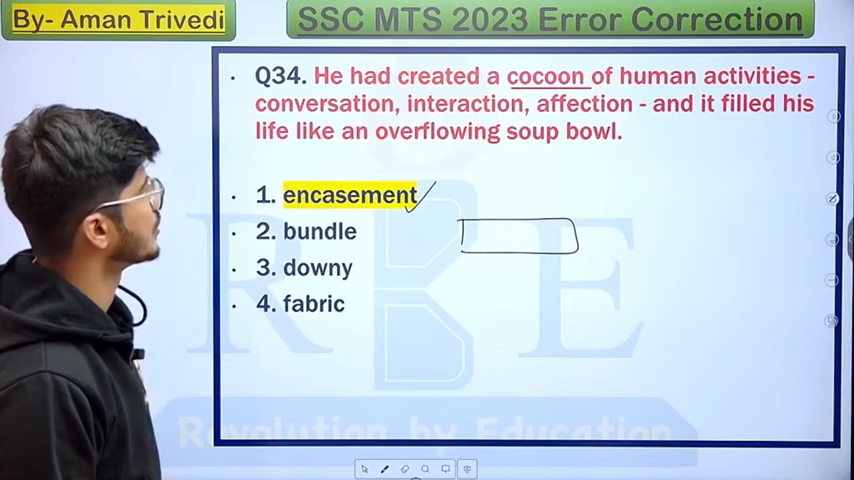 By- Aman Trivedi
SSC MTS 2023 Error Correction
• Q34. He had created a cocoon of human activities -
conversation, interaction, affection - and it filled his
life like an overflowing soup bowl.
• 1. encasement
• 2. bundle
• 3. downy
• 4. fabric
RBE
Revolution by Education